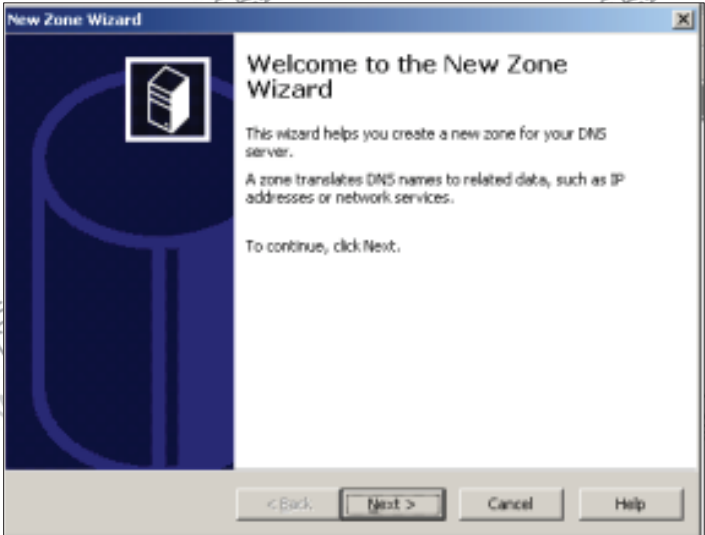 New Zone Wizard
Welcome to the New Zone
Wizard
This wizard helps you create a new zone for your DNS
server.
A zone translates DNS names to related data, such as IP
addresses or network services.
To continue, click Next.
< Back
Next >
Cancel
Help